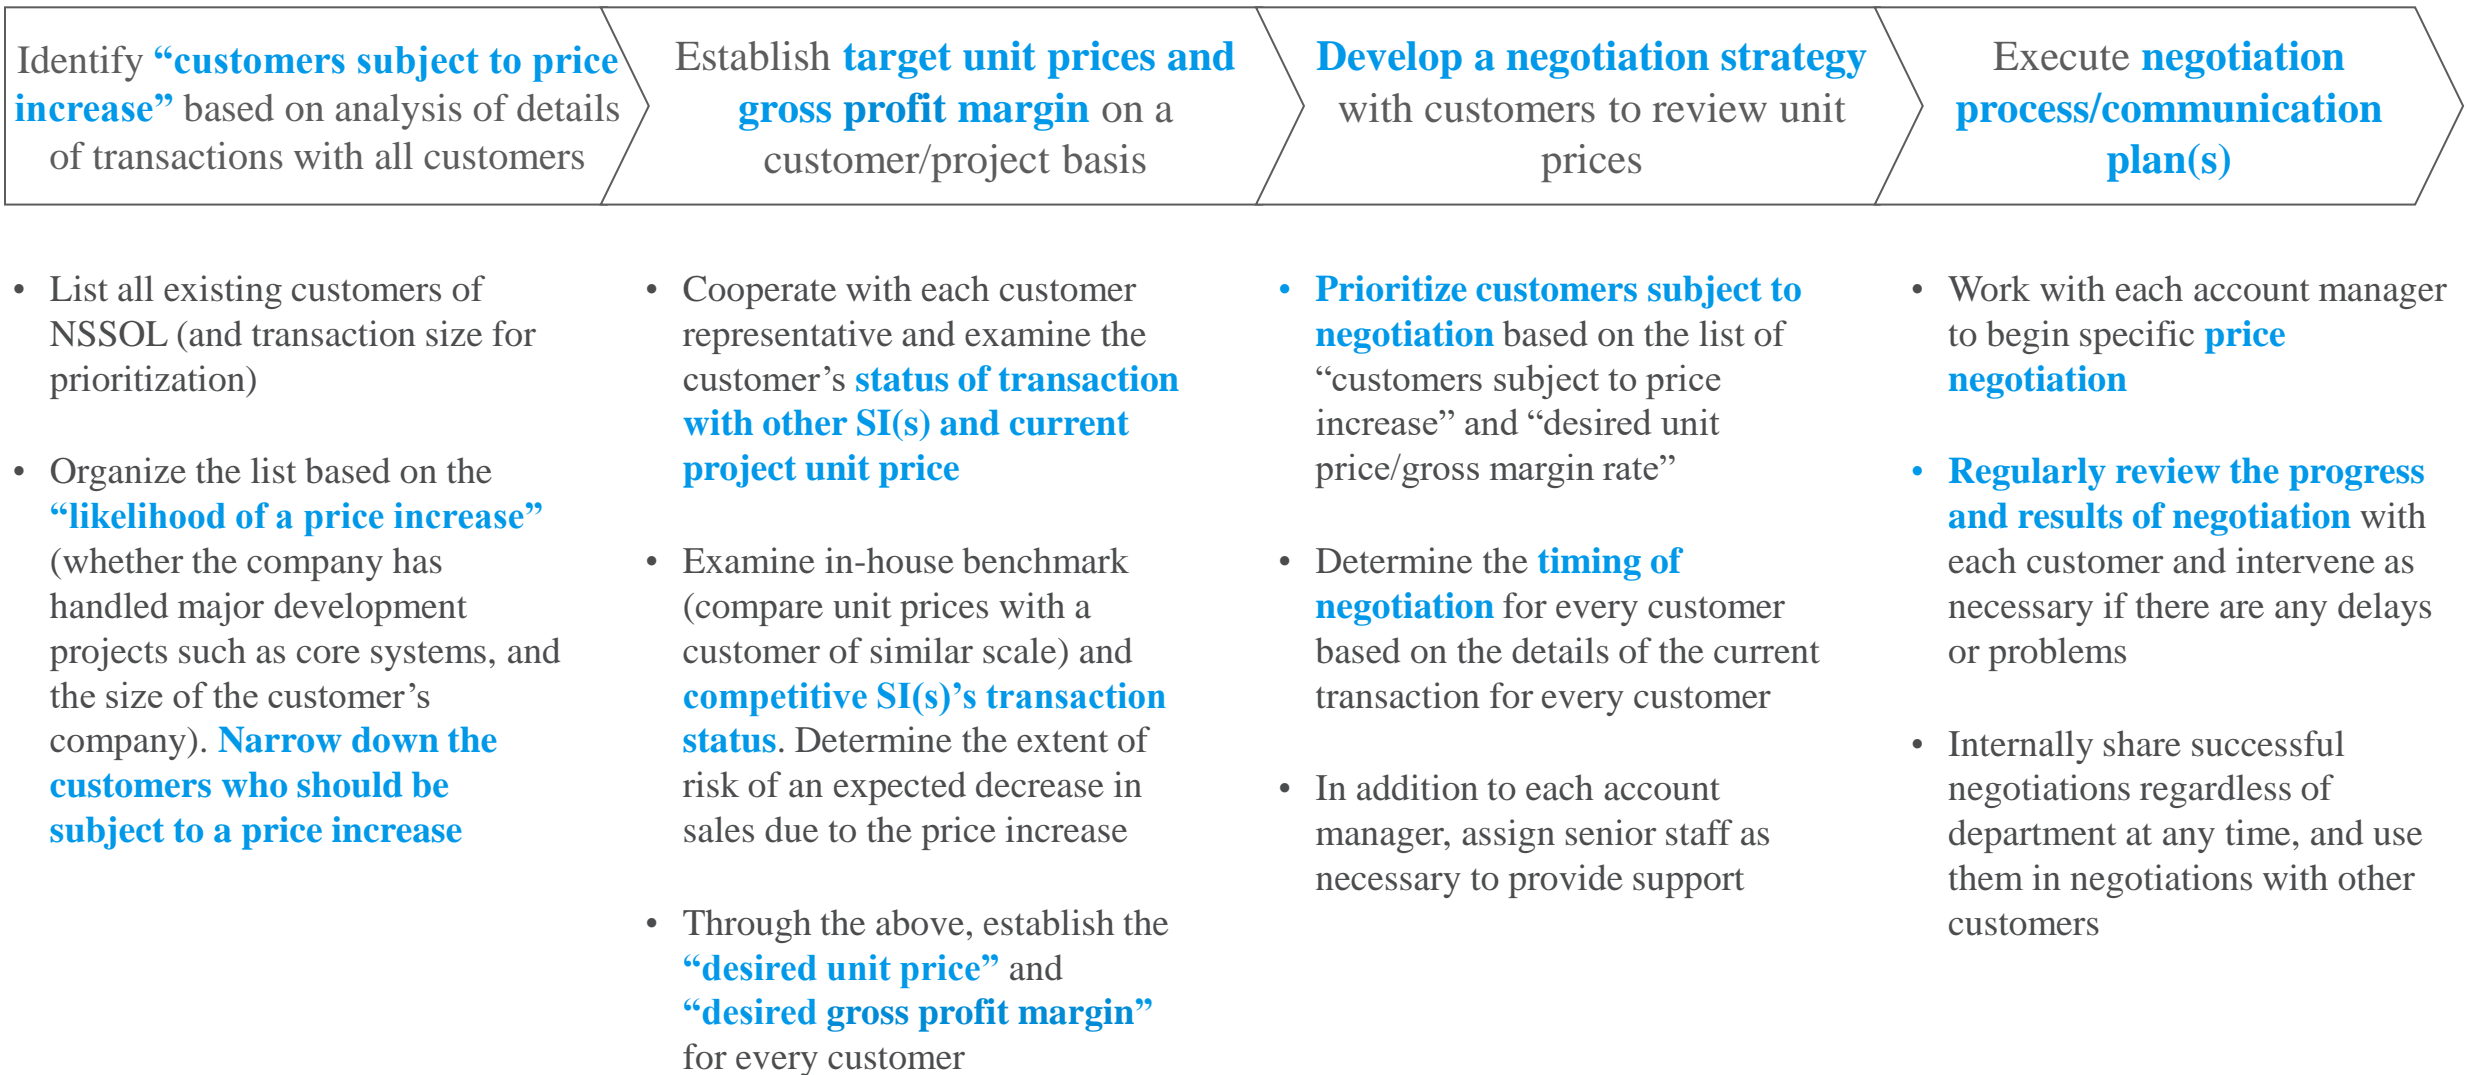 Identify “customers subject to price
increase” based on analysis of details
of transactions with all customers
Establish target unit prices and
gross profit margin on a
customer/project basis
Develop a negotiation strategy
with customers to review unit
prices
Execute negotiation
process/communication
plan(s)
• List all existing customers of
NSSOL (and transaction size for
prioritization)
• Organize the list based on the
“likelihood of a price increase”
(whether the company has
handled major development
projects such as core systems, and
the size of the customer’s
company). Narrow down the
customers who should be
subject to a price increase
• Cooperate with each customer
representative and examine the
customer’s status of transaction
with other SI(s) and current
project unit price
• Examine in-house benchmark
(compare unit prices with a
customer of similar scale) and
competitive SI(s)’s transaction
status. Determine the extent of
risk of an expected decrease in
sales due to the price increase
• Through the above, establish the
“desired unit price” and
“desired gross profit margin”
for every customer
• Prioritize customers subject to
negotiation based on the list of
“customers subject to price
increase” and “desired unit
price/gross margin rate”
• Determine the timing of
negotiation for every customer
based on the details of the current
transaction for every customer
• In addition to each account
manager, assign senior staff as
necessary to provide support
• Work with each account manager
to begin specific price
negotiation
• Regularly review the progress
and results of negotiation with
each customer and intervene as
necessary if there are any delays
or problems
• Internally share successful
negotiations regardless of
department at any time, and use
them in negotiations with other
customers